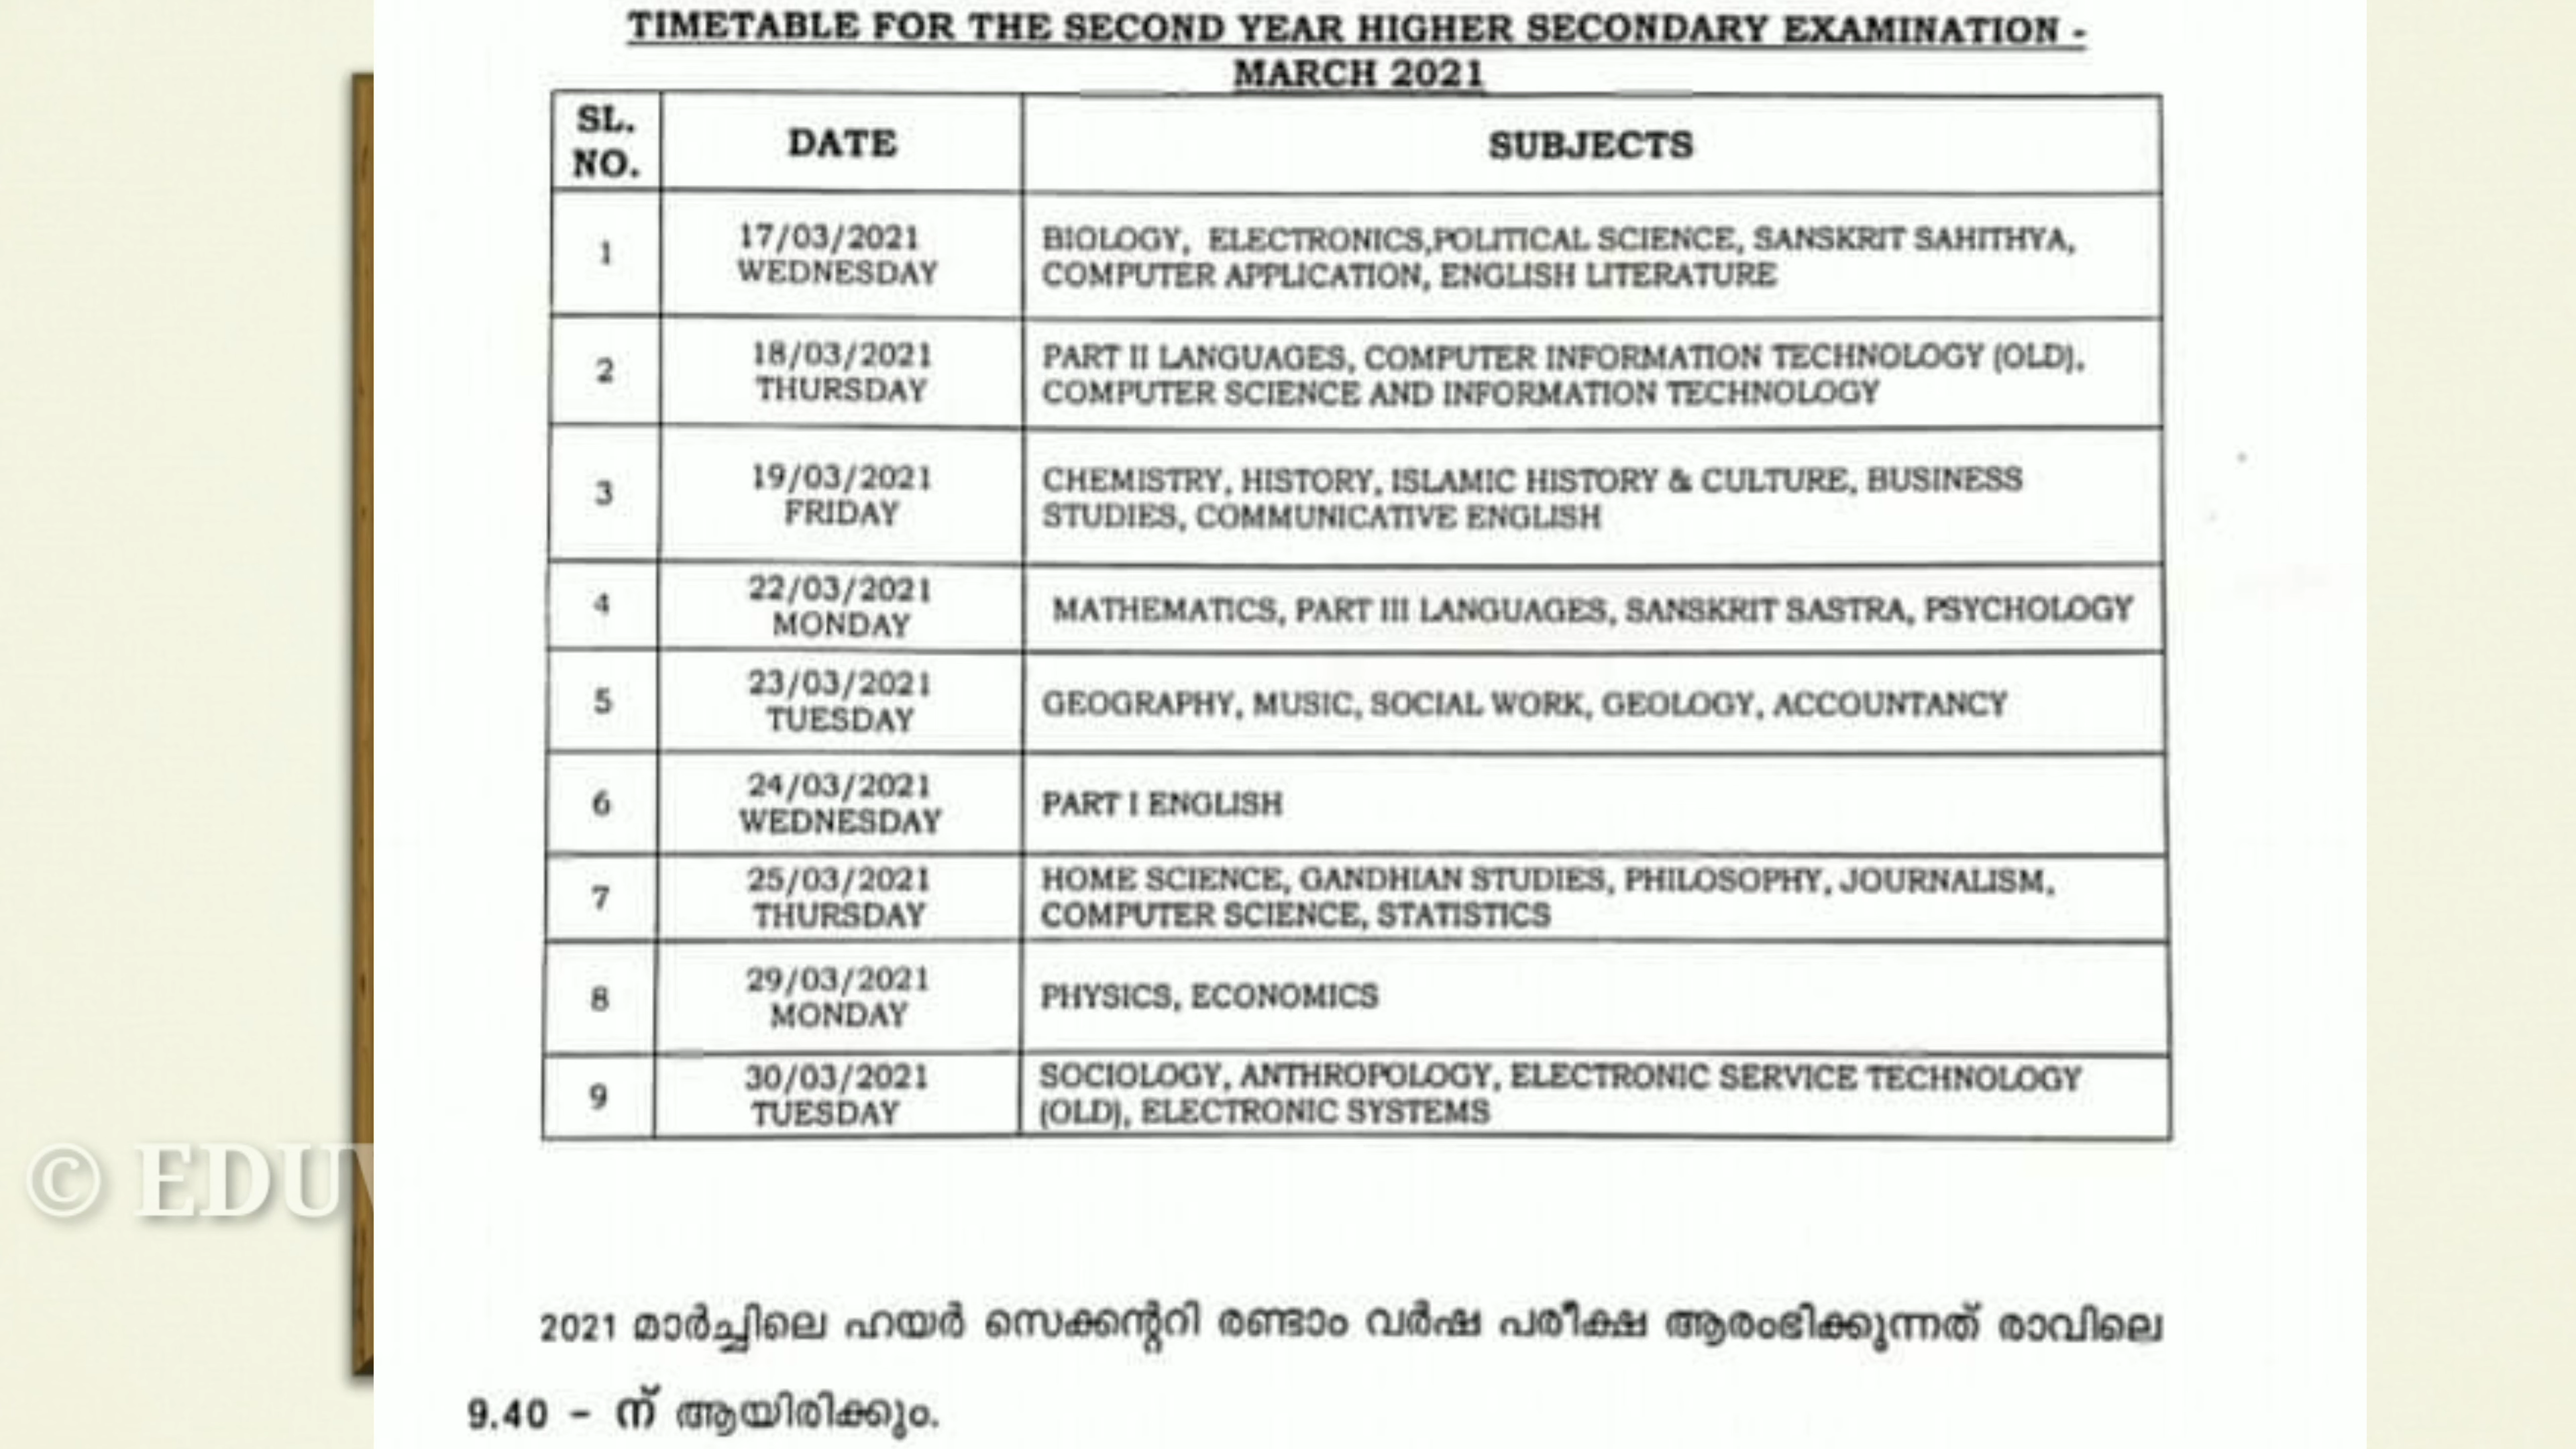 TIMETABLE FOR THE SECOND YEAR HIGHER SECONDARY EXAMINATION -
MARCH 2021
SL. NO.
DATE
SUBJECTS
1
17/03/2021
WEDNESDAY
BIOLOGY, ELECTRONICS,POLITICAL SCIENCE, SANSKRIT SAHITHYA,
COMPUTER APPLICATION, ENGLISH LITERATURE
2
18/03/2021
THURSDAY
PART II LANGUAGES, COMPUTER INFORMATION TECHNOLOGY (OLD),
COMPUTER SCIENCE AND INFORMATION TECHNOLOGY
3
19/03/2021
FRIDAY
CHEMISTRY, HISTORY, ISLAMIC HISTORY & CULTURE, BUSINESS
STUDIES, COMMUNICATIVE ENGLISH
4
22/03/2021
MONDAY
MATHEMATICS, PART III LANGUAGES, SANSKRIT SASTRA, PSYCHOLOGY
5
23/03/2021
TUESDAY
GEOGRAPHY, MUSIC, SOCIAL WORK, GEOLOGY, ACCOUNTANCY
6
24/03/2021
WEDNESDAY
PART I ENGLISH
7
25/03/2021
THURSDAY
HOME SCIENCE, GANDHIAN STUDIES, PHILOSOPHY, JOURNALISM,
COMPUTER SCIENCE, STATISTICS
8
29/03/2021
MONDAY
PHYSICS, ECONOMICS
9
30/03/2021
TUESDAY
SOCIOLOGY, ANTHROPOLOGY, ELECTRONIC SERVICE TECHNOLOGY
(OLD), ELECTRONIC SYSTEMS
2021 മാർച്ചിലെ ഹയർ സെക്കന്ററി രണ്ടാം വർഷ പരീക്ഷ ആരംഭിക്കുന്നത് രാവിലെ
9.40 - ന് ആയിരിക്കും.